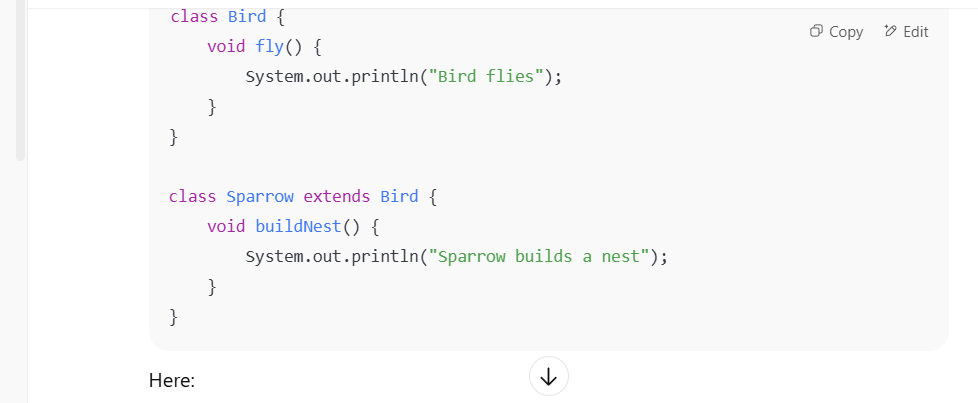 class Bird {
Copy Edit
    void fly() {
        System.out.println("Bird flies");
    }
}
class Sparrow extends Bird {
    void buildNest() {
        System.out.println("Sparrow builds a nest");
    }
}
Here: